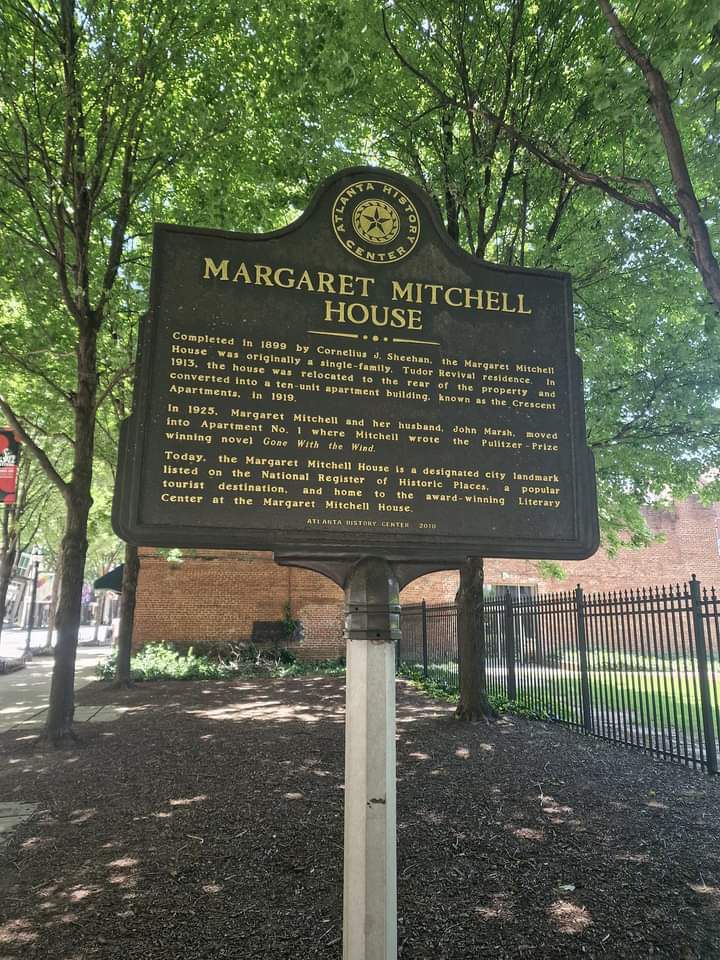 ATLANTA HISTORY
CENTER
MARGARET MITCHELL
HOUSE
Completed in 1899 by Cornelius J. Sheehan, the Margaret Mitchell
House was originally a single-family, Tudor Revival residence. In
1913, the house was relocated to the rear of the property and
converted into a ten-unit apartment building, known as the Crescent
Apartments, in 1919.
In 1925, Margaret Mitchell and her husband, John Marsh, moved
into Apartment No. 1 where Mitchell wrote the Pulitzer-Prize
winning novel Gone With the Wind.
Today, the Margaret Mitchell House is a designated city landmark
listed on the National Register of Historic Places, a popular
tourist destination, and home to the award-winning Literary
Center at the Margaret Mitchell House.
ATLANTA HISTORY CENTER 2010